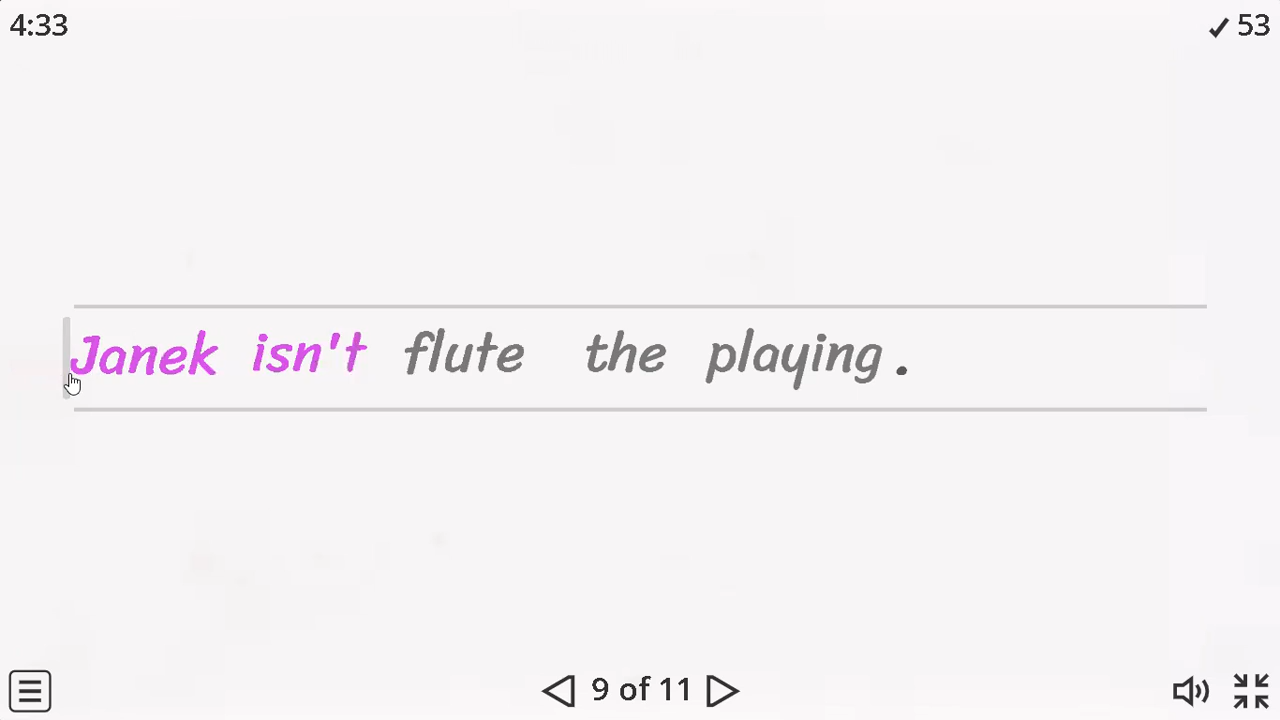 4:33
✓ 53
Janek isn't flute the playing .
9 of 11